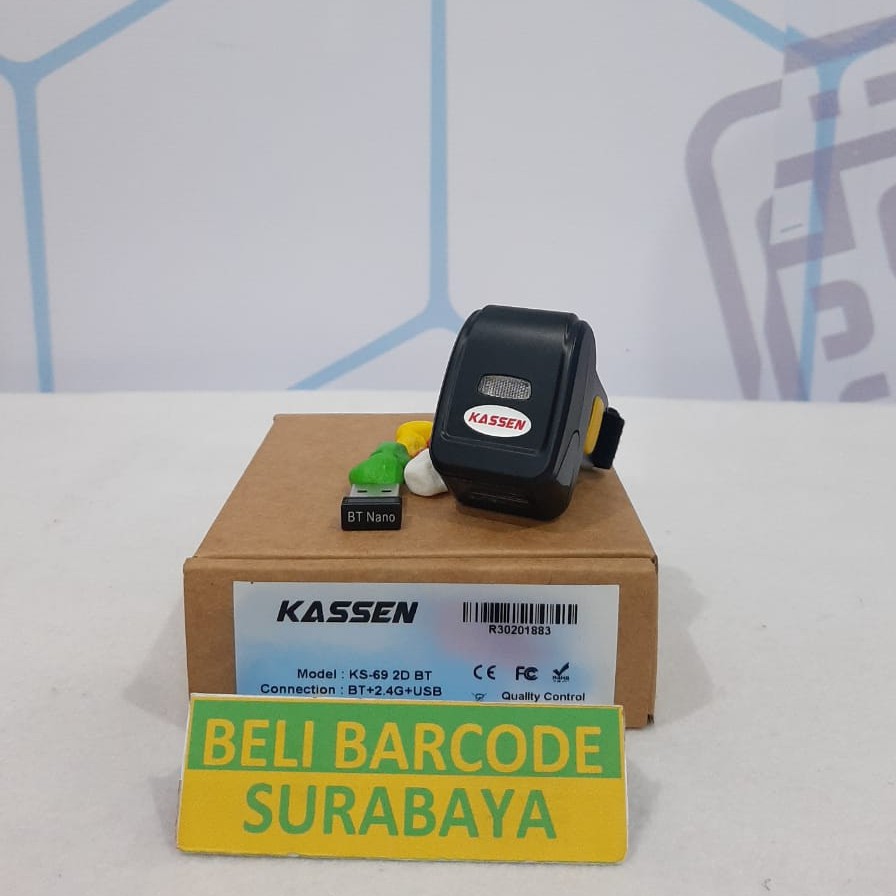 KASSEN
BT Nano
KASSEN
R30201883
Model : KS-69 2D BT
Connection : BT+2.4G+USB
CE FC RoHS
Quality Control
BELI BARCODE
SURABAYA